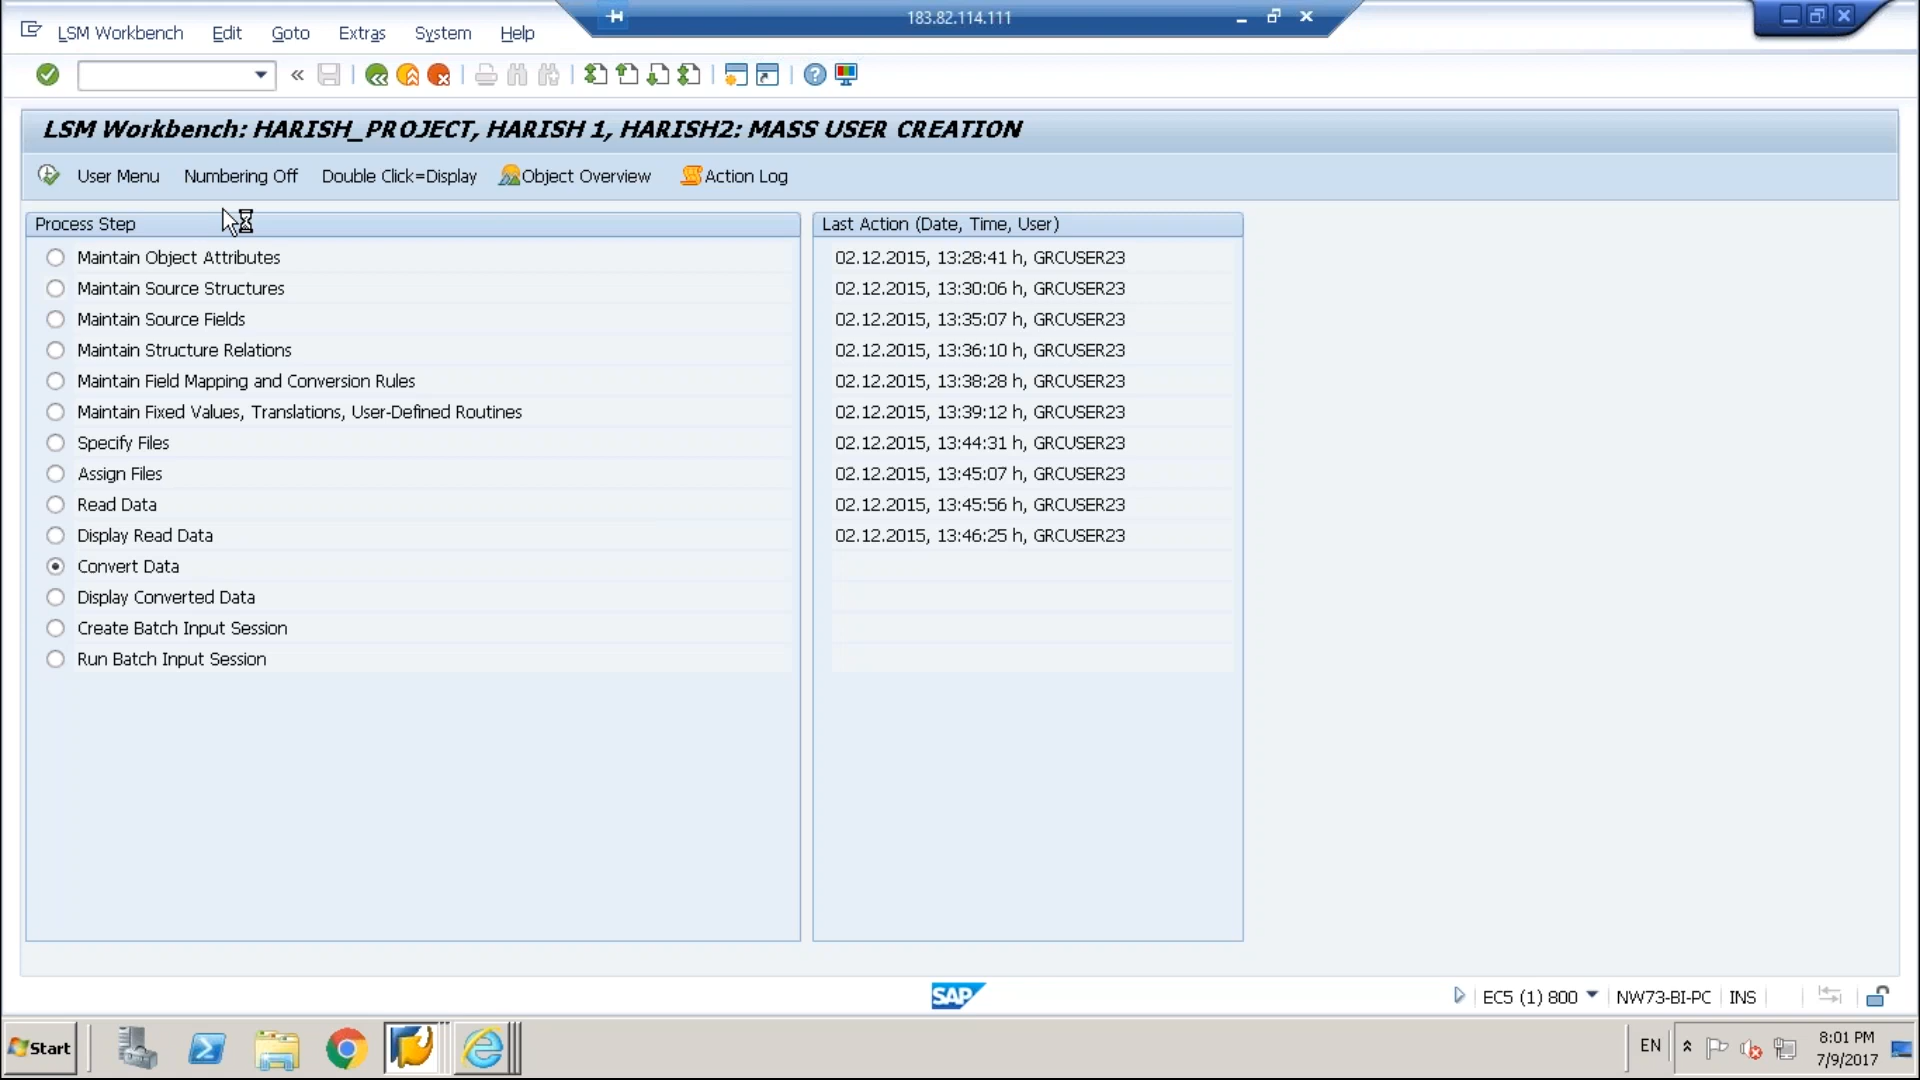 183.82.114.111
LSM Workbench Edit Goto Extras System Help
LSM Workbench: HARISH_PROJECT, HARISH 1, HARISH2: MASS USER CREATION
User Menu Numbering Off Double Click=Display Object Overview Action Log
Process Step Last Action (Date, Time, User)
Maintain Object Attributes 02.12.2015, 13:28:41 h, GRCUSER23
Maintain Source Structures 02.12.2015, 13:30:06 h, GRCUSER23
Maintain Source Fields 02.12.2015, 13:35:07 h, GRCUSER23
Maintain Structure Relations 02.12.2015, 13:36:10 h, GRCUSER23
Maintain Field Mapping and Conversion Rules 02.12.2015, 13:38:28 h, GRCUSER23
Maintain Fixed Values, Translations, User-Defined Routines 02.12.2015, 13:39:12 h, GRCUSER23
Specify Files 02.12.2015, 13:44:31 h, GRCUSER23
Assign Files 02.12.2015, 13:45:07 h, GRCUSER23
Read Data 02.12.2015, 13:45:56 h, GRCUSER23
Display Read Data 02.12.2015, 13:46:25 h, GRCUSER23
Convert Data
Display Converted Data
Create Batch Input Session
Run Batch Input Session
SAP EC5 (1) 800 NW73-BI-PC INS
Start EN 8:01 PM
7/9/2017